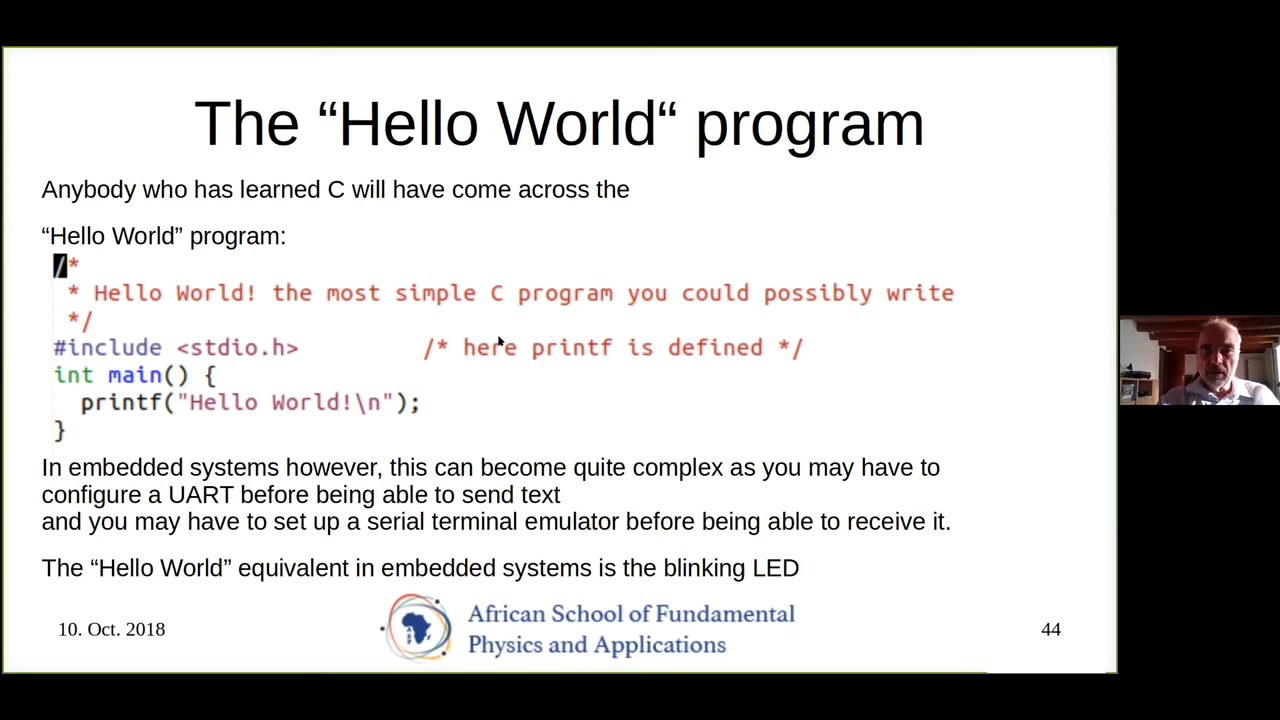 The “Hello World“ program
Anybody who has learned C will have come across the
“Hello World” program:
/*
 * Hello World! the most simple C program you could possibly write
 */
#include <stdio.h> /* here printf is defined */
int main() {
  printf("Hello World!\n");
}
In embedded systems however, this can become quite complex as you may have to
configure a UART before being able to send text
and you may have to set up a serial terminal emulator before being able to receive it.
The “Hello World” equivalent in embedded systems is the blinking LED
10. Oct. 2018
African School of Fundamental
Physics and Applications
44